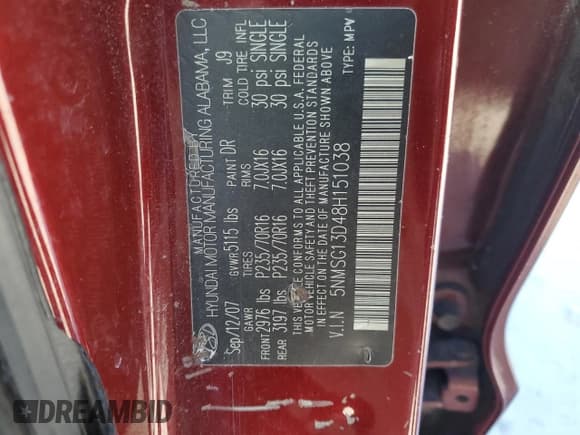 MANUFACTURED BY
HYUNDAI MOTOR MANUFACTURING ALABAMA, LLC
Sep/12/07 GVWR 5115 lbs PAINT DR TRIM J9
GAWR TIRES RIMS COLD TIRE INFL
FRONT 2976 lbs P235/70R16 7.0JX16 30 psi SINGLE
REAR 3197 lbs P235/70R16 7.0JX16 30 psi SINGLE
THIS VEHICLE CONFORMS TO ALL APPLICABLE U.S.A. FEDERAL
MOTOR VEHICLE SAFETY AND THEFT PREVENTION STANDARDS
IN EFFECT ON THE DATE OF MANUFACTURE SHOWN ABOVE
V.I.N 5NMSG13D48H151038 TYPE: MPV
DREAMBID